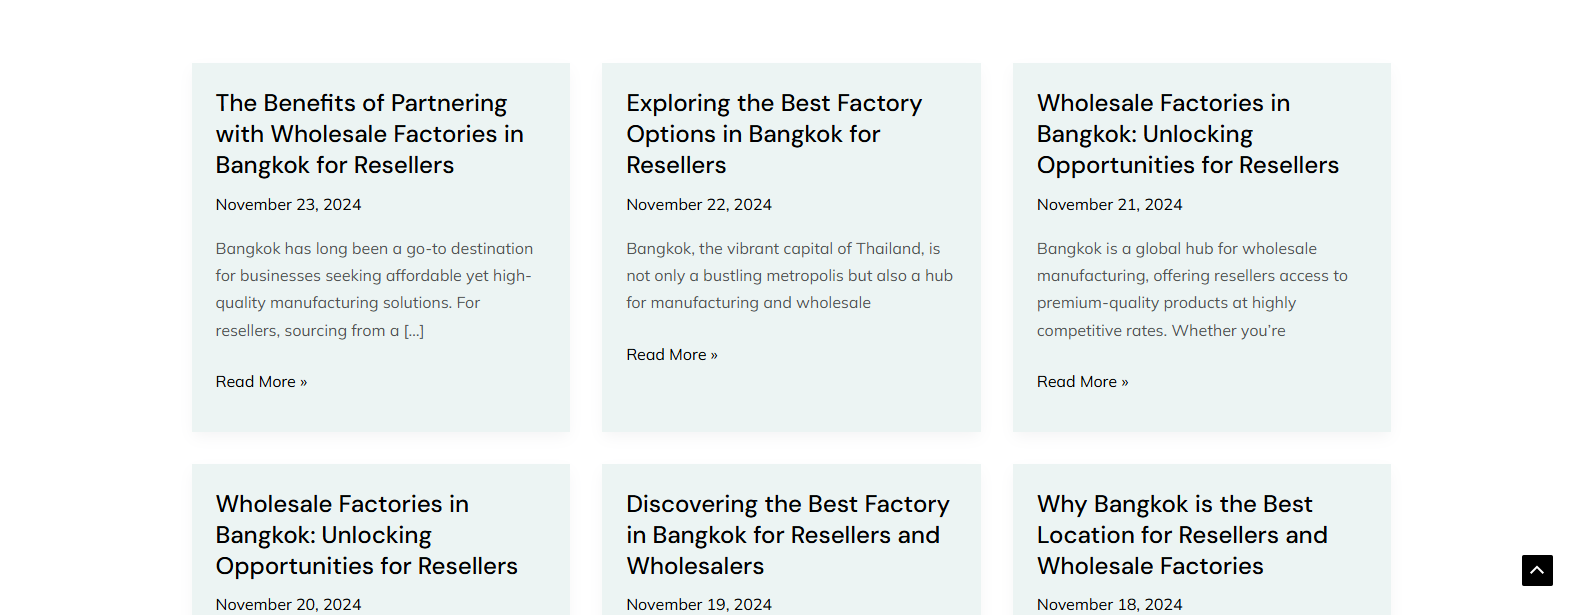 The Benefits of Partnering
with Wholesale Factories in
Bangkok for Resellers
November 23, 2024
Bangkok has long been a go-to destination
for businesses seeking affordable yet high-
quality manufacturing solutions. For
resellers, sourcing from a […]
Read More »
Exploring the Best Factory
Options in Bangkok for
Resellers
November 22, 2024
Bangkok, the vibrant capital of Thailand, is
not only a bustling metropolis but also a hub
for manufacturing and wholesale
Read More »
Wholesale Factories in
Bangkok: Unlocking
Opportunities for Resellers
November 21, 2024
Bangkok is a global hub for wholesale
manufacturing, offering resellers access to
premium-quality products at highly
competitive rates. Whether you’re
Read More »
Wholesale Factories in
Bangkok: Unlocking
Opportunities for Resellers
November 20, 2024
Discovering the Best Factory
in Bangkok for Resellers and
Wholesalers
November 19, 2024
Why Bangkok is the Best
Location for Resellers and
Wholesale Factories
November 18, 2024